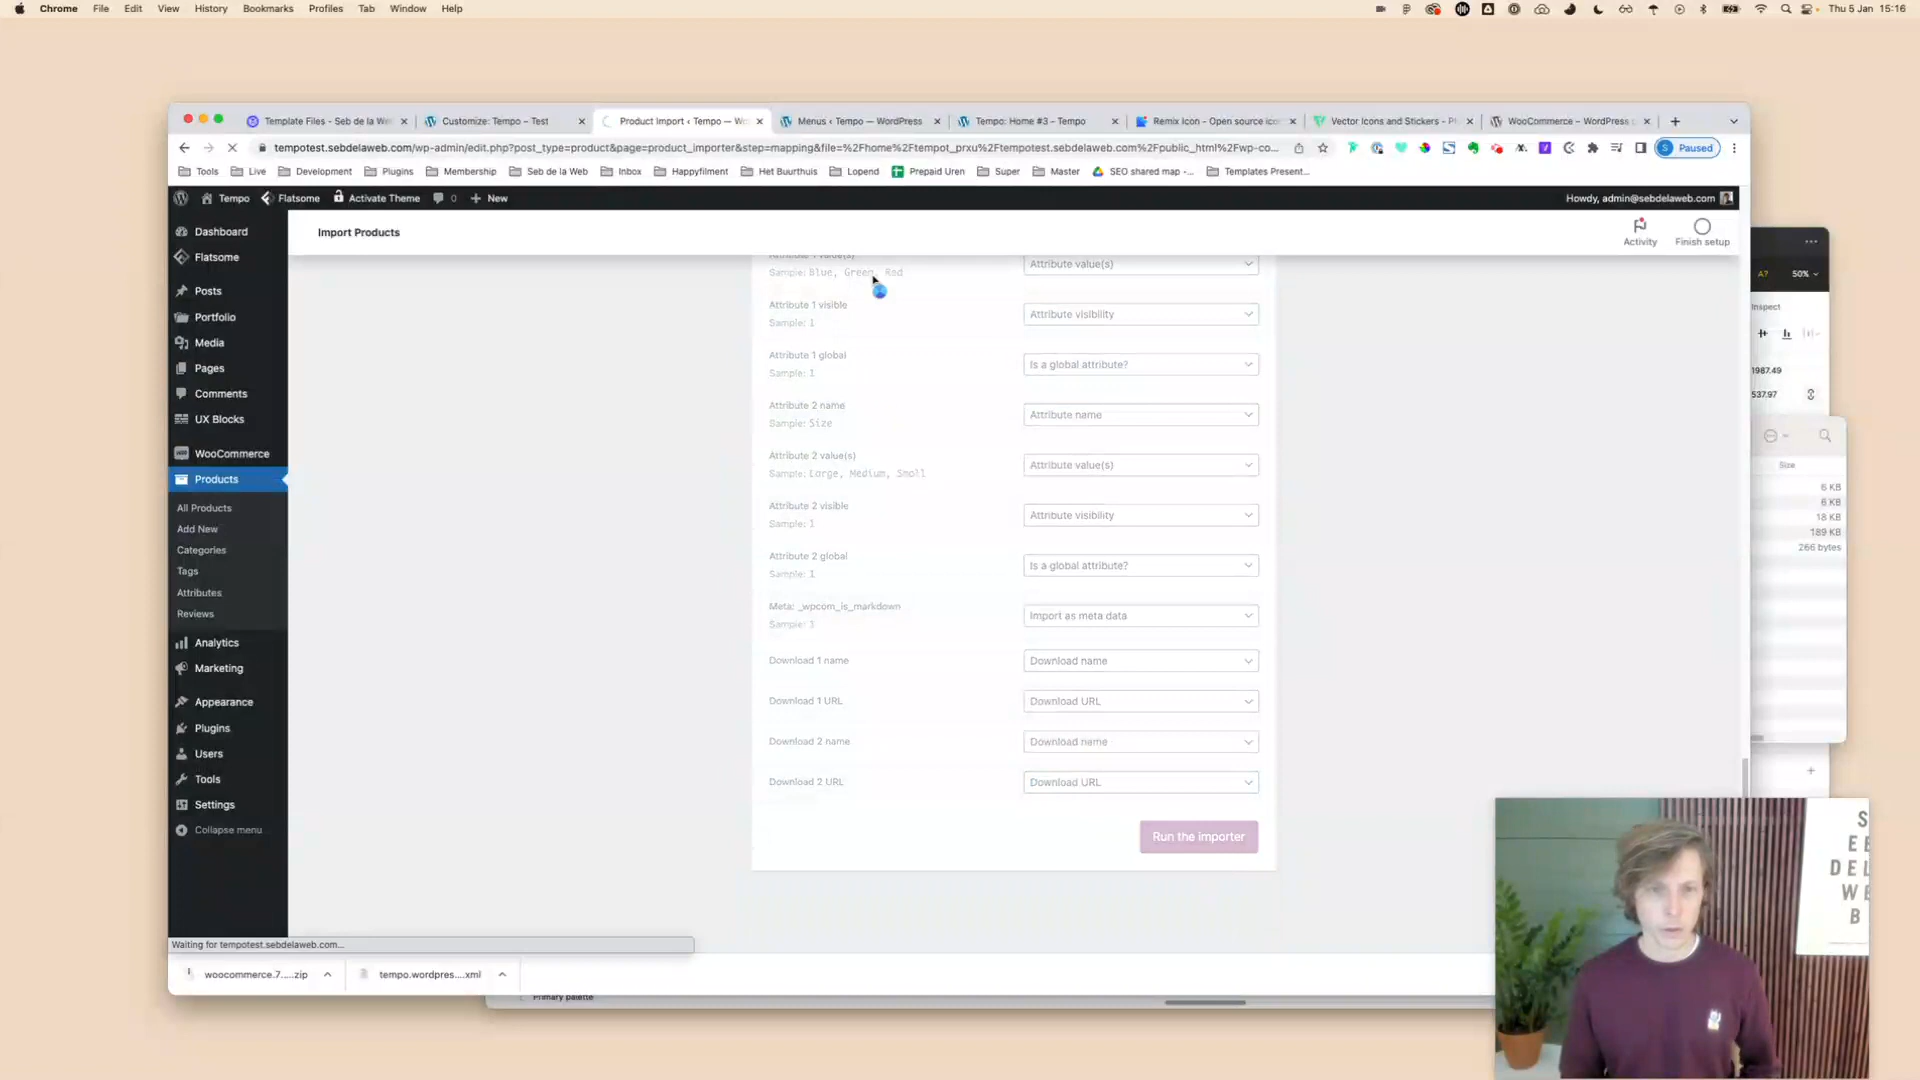 Chrome File Edit View History Bookmarks Profiles Tab Window Help Thu 5 Jan 15:16
Template Files - Seb de la We Customize: Tempo – Test Product Import ‹ Tempo — Wo Menus ‹ Tempo — WordPress Tempo: Home #3 – Tempo Remix Icon - Open source ico Vector Icons and Stickers - P WooCommerce – WordPress
tempotest.sebdelaweb.com/wp-admin/edit.php?post_type=product&page=product_importer&step=mapping&file=%2Fhome%2Ftempot_prxu%2Ftempotest.sebdelaweb.com%2Fpublic_html%2Fwp-co... S Paused
Tools Live Development Plugins Membership Seb de la Web Inbox Happyfilment Het Buurthuis Lopend Prepaid Uren Super Master SEO shared map -... Templates Present...
Tempo Flatsome Activate Theme 0 New Howdy, admin@sebdelaweb.com
Import Products
Activity
Finish setup
Dashboard
Flatsome
Posts
Portfolio
Media
Pages
Comments
UX Blocks
WooCommerce
Products
All Products
Add New
Categories
Tags
Attributes
Reviews
Analytics
Marketing
Appearance
Plugins
Users
Tools
Settings
Collapse menu
Attribute 1 value(s)
Sample: Blue, Green, Red
Attribute value(s)
Attribute 1 visible
Sample: 1
Attribute visibility
Attribute 1 global
Sample: 1
Is a global attribute?
Attribute 2 name
Sample: Size
Attribute name
Attribute 2 value(s)
Sample: Large, Medium, Small
Attribute value(s)
Attribute 2 visible
Sample: 1
Attribute visibility
Attribute 2 global
Sample: 1
Is a global attribute?
Meta: _wpcom_is_markdown
Sample: 3
Import as meta data
Download 1 name
Download name
Download 1 URL
Download URL
Download 2 name
Download name
Download 2 URL
Download URL
Run the importer
Waiting for tempotest.sebdelaweb.com...
woocommerce.7.....zip tempo.wordpres....xml
Primary palette
A? 50%
Inspect
1987.49
537.97
Size
6 KB
6 KB
18 KB
189 KB
266 bytes
S
E E
DEL
W E
B